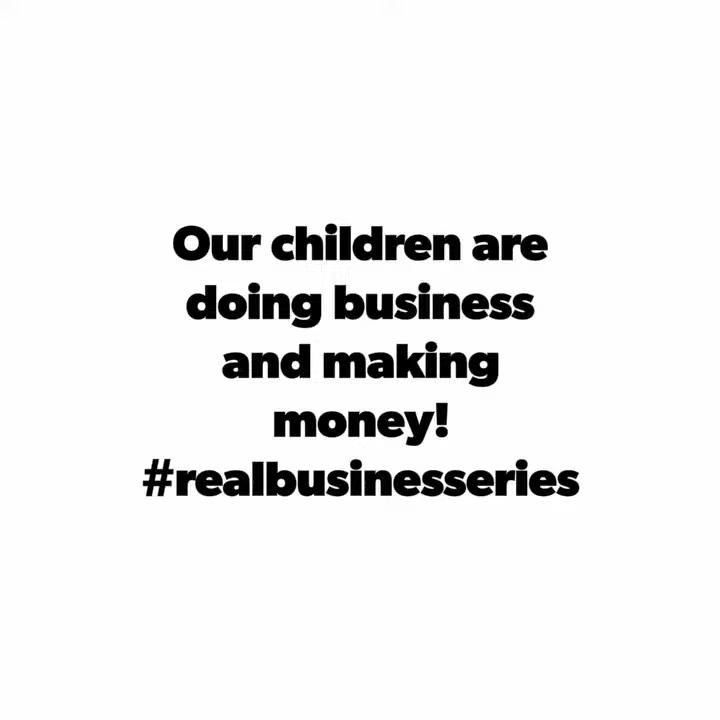 Our children are
doing business
and making
money!
#realbusinesseries